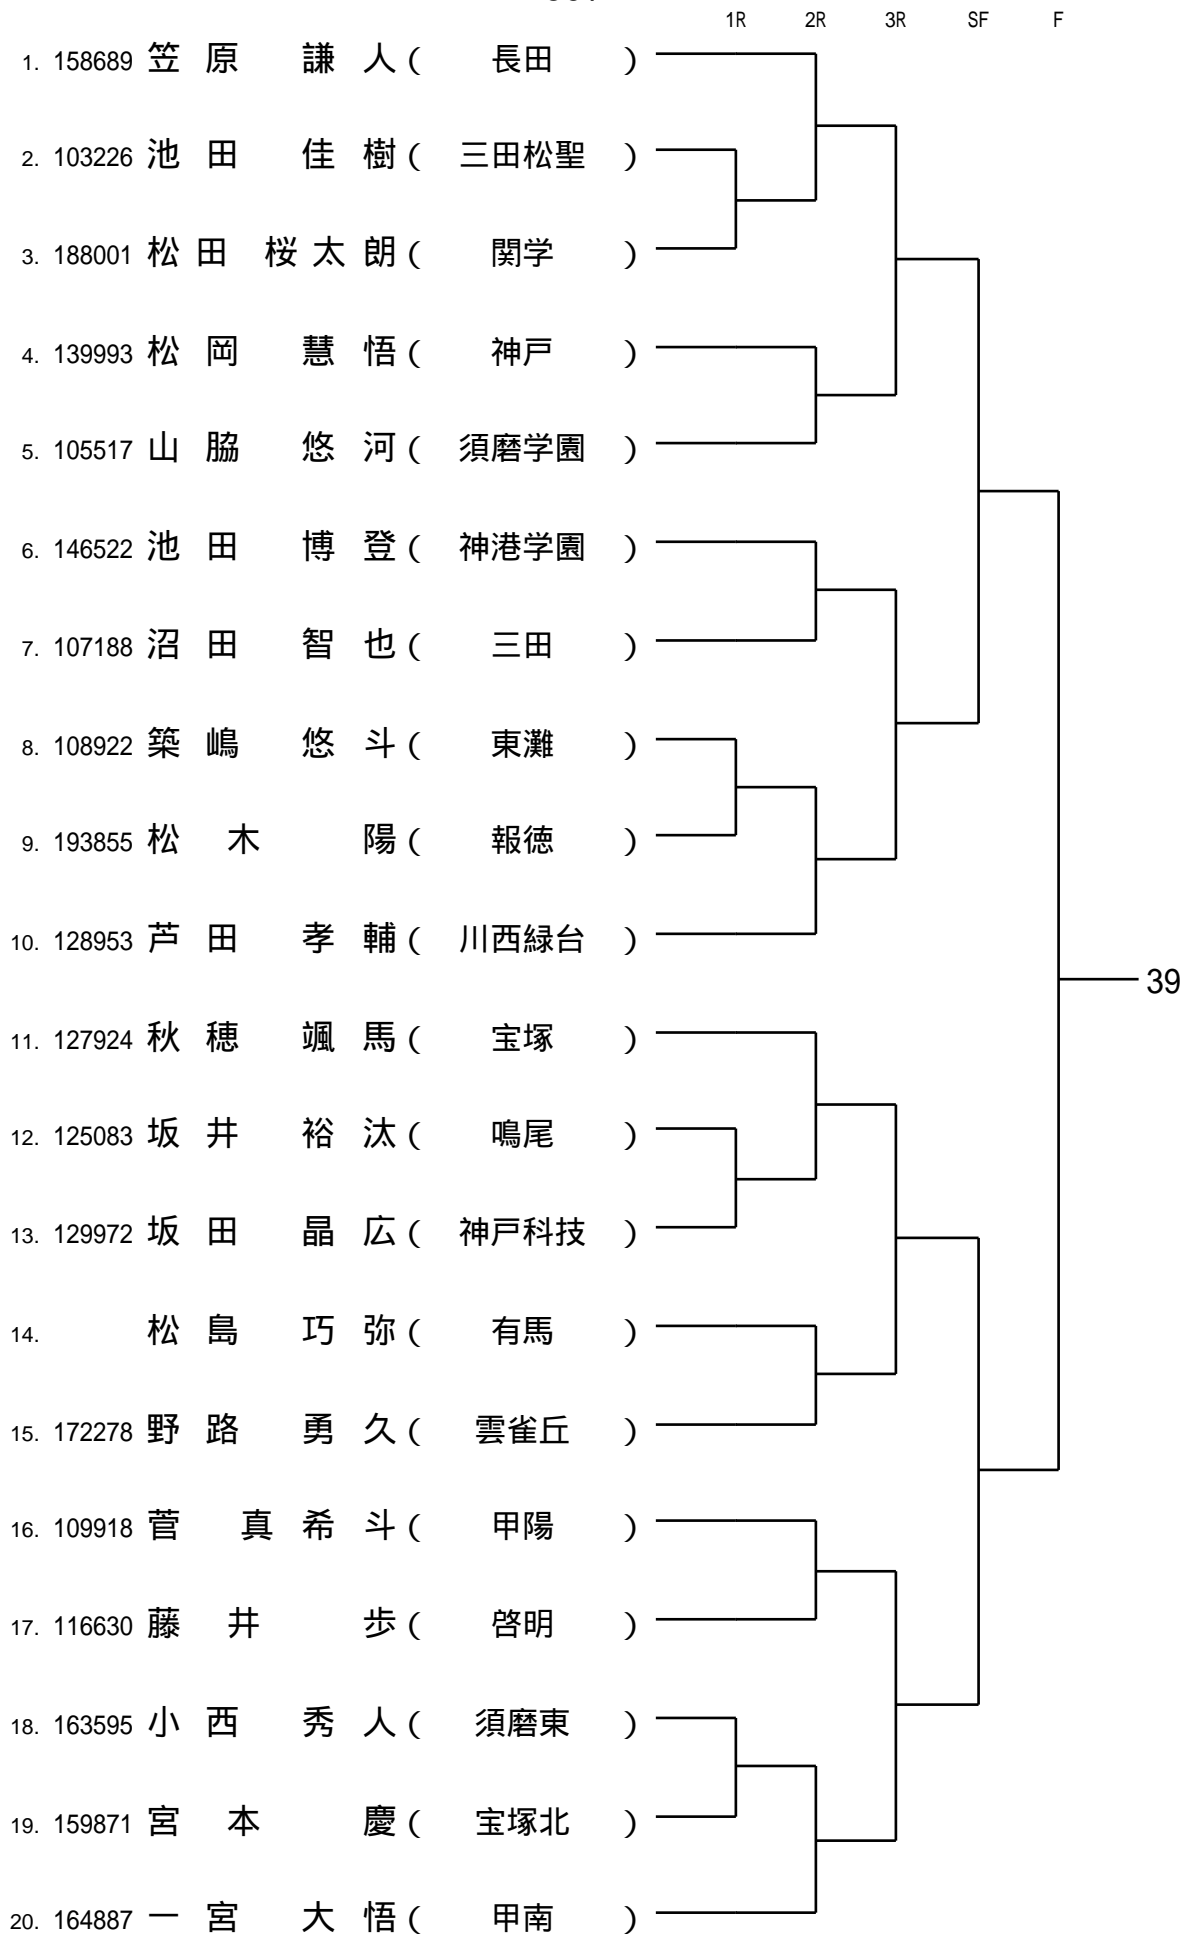 1R 2R 3R SF F
1. 158689 笠原 謙人 ( 長田 )
2. 103226 池田 佳樹 ( 三田松聖 )
3. 188001 松田 桜太朗 ( 関学 )
4. 139993 松岡 慧悟 ( 神戸 )
5. 105517 山脇 悠河 ( 須磨学園 )
6. 146522 池田 博登 ( 神港学園 )
7. 107188 沼田 智也 ( 三田 )
8. 108922 築嶋 悠斗 ( 東灘 )
9. 193855 松木 陽 ( 報徳 )
10. 128953 芦田 孝輔 ( 川西緑台 )
39
11. 127924 秋穂 颯馬 ( 宝塚 )
12. 125083 坂井 裕汰 ( 鳴尾 )
13. 129972 坂田 晶広 ( 神戸科技 )
14. 松島 巧弥 ( 有馬 )
15. 172278 野路 勇久 ( 雲雀丘 )
16. 109918 菅 真希斗 ( 甲陽 )
17. 116630 藤井 歩 ( 啓明 )
18. 163595 小西 秀人 ( 須磨東 )
19. 159871 宮本 慶 ( 宝塚北 )
20. 164887 一宮 大悟 ( 甲南 )